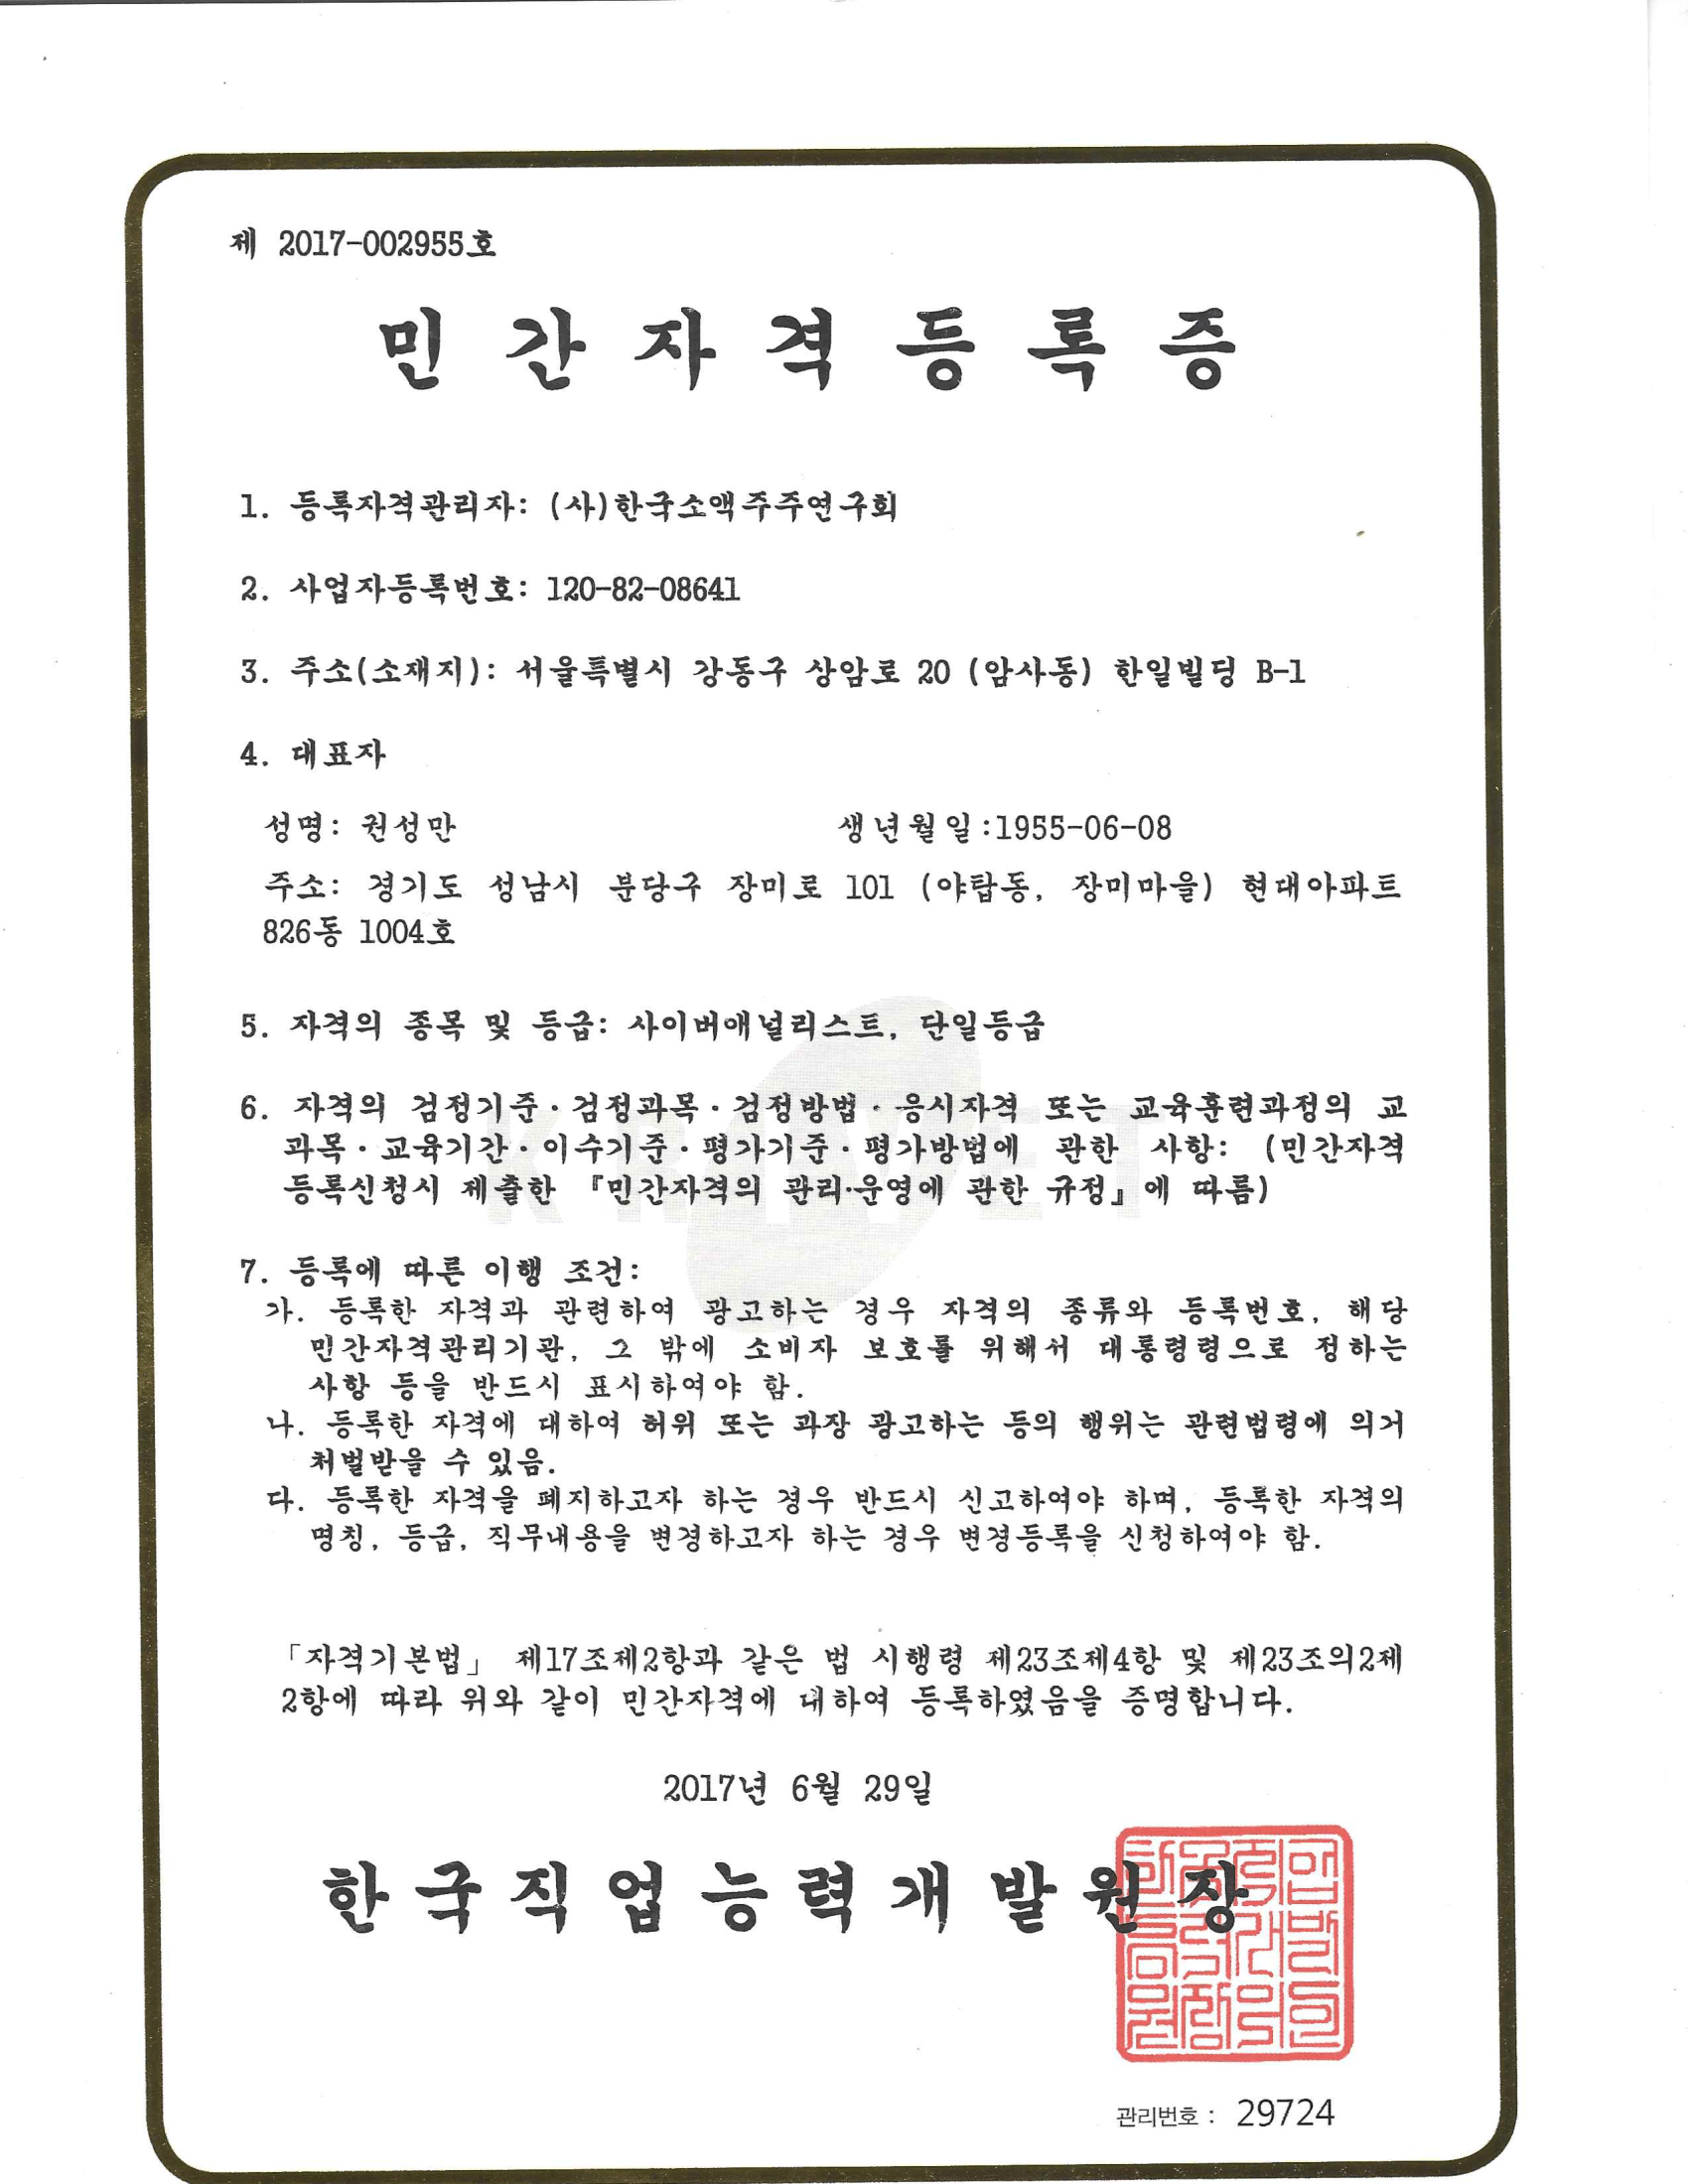 제 2017-002955호
민간자격등록증
1. 등록자격관리자: (사)한국소액주주연구회
2. 사업자등록번호: 120-82-08641
3. 주소(소재지): 서울특별시 강동구 상암로 20 (암사동) 한일빌딩 B-1
4. 대표자
성명: 권성만 생년월일:1955-06-08
주소: 경기도 성남시 분당구 장미로 101 (야탑동, 장미마을) 현대아파트
826동 1004호
5. 자격의 종목 및 등급: 사이버애널리스트, 단일등급
6. 자격의 검정기준·검정과목·검정방법·응시자격 또는 교육훈련과정의 교
과목·교육기간·이수기준·평가기준·평가방법에 관한 사항: (민간자격
등록신청시 제출한 『민간자격의 관리·운영에 관한 규정』에 따름)
KRIVET
7. 등록에 따른 이행 조건:
가. 등록한 자격과 관련하여 광고하는 경우 자격의 종류와 등록번호, 해당
민간자격관리기관, 그 밖에 소비자 보호를 위해서 대통령령으로 정하는
사항 등을 반드시 표시하여야 함.
나. 등록한 자격에 대하여 허위 또는 과장 광고하는 등의 행위는 관련법령에 의거
처벌받을 수 있음.
다. 등록한 자격을 폐지하고자 하는 경우 반드시 신고하여야 하며, 등록한 자격의
명칭, 등급, 직무내용을 변경하고자 하는 경우 변경등록을 신청하여야 함.
「자격기본법」 제17조제2항과 같은 법 시행령 제23조제4항 및 제23조의2제
2항에 따라 위와 같이 민간자격에 대하여 등록하였음을 증명합니다.
2017년 6월 29일
한국직업능력개발원장
관리번호 : 29724